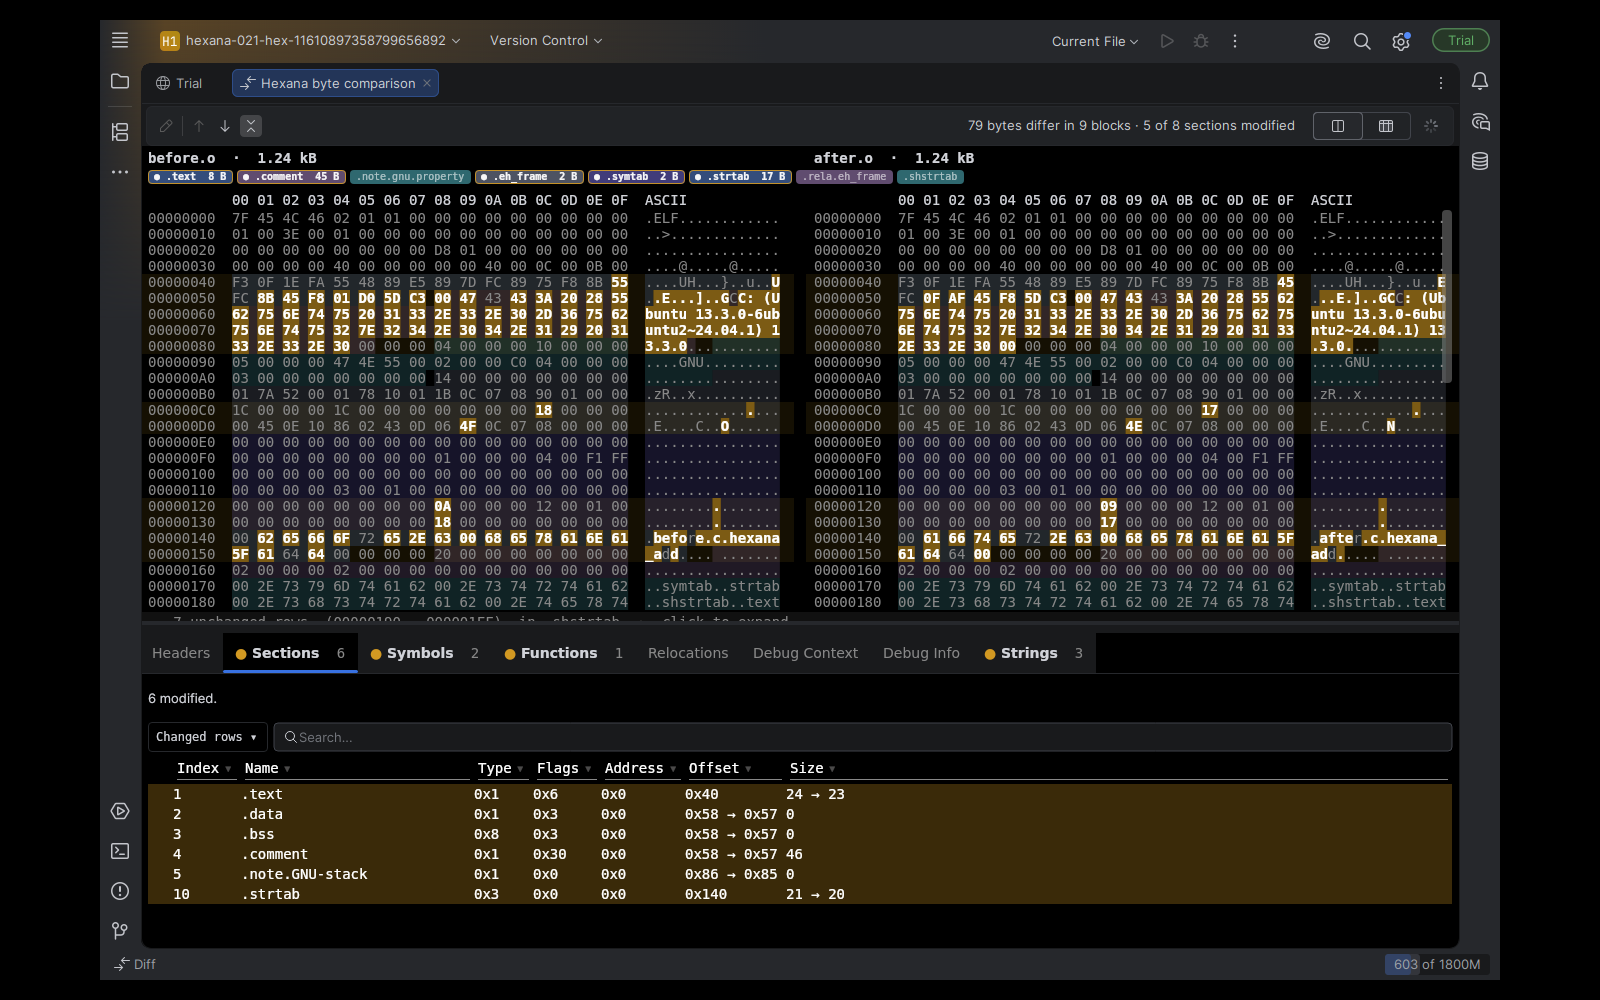 H1 hexana-021-hex-11610897358799656892 Version Control Current File Trial
Trial Hexana byte comparison
79 bytes differ in 9 blocks · 5 of 8 sections modified
before.o · 1.24 kB after.o · 1.24 kB
.text 8 B .comment 45 B .note.gnu.property .eh_frame 2 B .symtab 2 B .strtab 17 B .rela.eh_frame .shstrtab
00 01 02 03 04 05 06 07 08 09 0A 0B 0C 0D 0E 0F ASCII 00 01 02 03 04 05 06 07 08 09 0A 0B 0C 0D 0E 0F ASCII
00000000 7F 45 4C 46 02 01 01 00 00 00 00 00 00 00 00 00 .ELF............ 00000000 7F 45 4C 46 02 01 01 00 00 00 00 00 00 00 00 00 .ELF............
00000010 01 00 3E 00 01 00 00 00 00 00 00 00 00 00 00 00 ..>............. 00000010 01 00 3E 00 01 00 00 00 00 00 00 00 00 00 00 00 ..>.............
00000020 00 00 00 00 00 00 00 00 D8 01 00 00 00 00 00 00 ................ 00000020 00 00 00 00 00 00 00 00 D8 01 00 00 00 00 00 00 ................
00000030 00 00 00 00 40 00 00 00 00 00 40 00 0C 00 0B 00 ....@.....@..... 00000030 00 00 00 00 40 00 00 00 00 00 40 00 0C 00 0B 00 ....@.....@.....
00000040 F3 0F 1E FA 55 48 89 E5 89 7D FC 89 75 F8 8B 55 ....UH...}..u..U 00000040 F3 0F 1E FA 55 48 89 E5 89 7D FC 89 75 F8 8B 45 ....UH...}..u..E
00000050 FC 8B 45 F8 01 D0 5D C3 00 47 43 43 3A 20 28 55 ..E...]..GCC: (U 00000050 FC 0F AF 45 F8 5D C3 00 47 43 43 3A 20 28 55 62 ...E.]..GCC: (Ub
00000060 62 75 6E 74 75 20 31 33 2E 33 2E 30 2D 36 75 62 buntu 13.3.0-6ub 00000060 75 6E 74 75 20 31 33 2E 33 2E 30 2D 36 75 62 75 untu 13.3.0-6ubu
00000070 75 6E 74 75 32 7E 32 34 2E 30 34 2E 31 29 20 31 untu2~24.04.1) 1 00000070 6E 74 75 32 7E 32 34 2E 30 34 2E 31 29 20 31 33 ntu2~24.04.1) 13
00000080 33 2E 33 2E 30 00 00 00 04 00 00 00 10 00 00 00 3.3.0........... 00000080 2E 33 2E 30 00 00 00 00 04 00 00 00 10 00 00 00 .3.0............
00000090 05 00 00 00 47 4E 55 00 02 00 00 C0 04 00 00 00 ....GNU......... 00000090 05 00 00 00 47 4E 55 00 02 00 00 C0 04 00 00 00 ....GNU.........
000000A0 03 00 00 00 00 00 00 00 14 00 00 00 00 00 00 00 ................ 000000A0 03 00 00 00 00 00 00 00 14 00 00 00 00 00 00 00 ................
000000B0 01 7A 52 00 01 78 10 01 1B 0C 07 08 90 01 00 00 .zR..x.......... 000000B0 01 7A 52 00 01 78 10 01 1B 0C 07 08 90 01 00 00 .zR..x..........
000000C0 1C 00 00 00 1C 00 00 00 00 00 00 00 18 00 00 00 ................ 000000C0 1C 00 00 00 1C 00 00 00 00 00 00 00 17 00 00 00 ................
000000D0 00 45 0E 10 86 02 43 0D 06 4F 0C 07 08 00 00 00 .E....C..O...... 000000D0 00 45 0E 10 86 02 43 0D 06 4E 0C 07 08 00 00 00 .E....C..N......
000000E0 00 00 00 00 00 00 00 00 00 00 00 00 00 00 00 00 ................ 000000E0 00 00 00 00 00 00 00 00 00 00 00 00 00 00 00 00 ................
000000F0 00 00 00 00 00 00 00 00 01 00 00 00 04 00 F1 FF ................ 000000F0 00 00 00 00 00 00 00 00 01 00 00 00 04 00 F1 FF ................
00000100 00 00 00 00 00 00 00 00 00 00 00 00 00 00 00 00 ................ 00000100 00 00 00 00 00 00 00 00 00 00 00 00 00 00 00 00 ................
00000110 00 00 00 00 03 00 01 00 00 00 00 00 00 00 00 00 ................ 00000110 00 00 00 00 03 00 01 00 00 00 00 00 00 00 00 00 ................
00000120 00 00 00 00 00 00 00 00 0A 00 00 00 12 00 01 00 ................ 00000120 00 00 00 00 00 00 00 00 09 00 00 00 12 00 01 00 ................
00000130 00 00 00 00 00 00 00 00 18 00 00 00 00 00 00 00 ................ 00000130 00 00 00 00 00 00 00 00 17 00 00 00 00 00 00 00 ................
00000140 00 62 65 66 6F 72 65 2E 63 00 68 65 78 61 6E 61 .before.c.hexana 00000140 00 61 66 74 65 72 2E 63 00 68 65 78 61 6E 61 5F .after.c.hexana_
00000150 5F 61 64 64 00 00 00 00 20 00 00 00 00 00 00 00 _add.... ....... 00000150 61 64 64 00 00 00 00 00 20 00 00 00 00 00 00 00 add..... .......
00000160 02 00 00 00 02 00 00 00 00 00 00 00 00 00 00 00 ................ 00000160 02 00 00 00 02 00 00 00 00 00 00 00 00 00 00 00 ................
00000170 00 2E 73 79 6D 74 61 62 00 2E 73 74 72 74 61 62 ..symtab..strtab 00000170 00 2E 73 79 6D 74 61 62 00 2E 73 74 72 74 61 62 ..symtab..strtab
00000180 00 2E 73 68 73 74 72 74 61 62 00 2E 74 65 78 74 ..shstrtab..text 00000180 00 2E 73 68 73 74 72 74 61 62 00 2E 74 65 78 74 ..shstrtab..text
7 unchanged rows (00000190 - 000001FF) in .shstrtab · click to expand
Headers Sections 6 Symbols 2 Functions 1 Relocations Debug Context Debug Info Strings 3
6 modified.
Changed rows Search...
Index Name Type Flags Address Offset Size
1 .text 0x1 0x6 0x0 0x40 24 → 23
2 .data 0x1 0x3 0x0 0x58 → 0x57 0
3 .bss 0x8 0x3 0x0 0x58 → 0x57 0
4 .comment 0x1 0x30 0x0 0x58 → 0x57 46
5 .note.GNU-stack 0x1 0x0 0x0 0x86 → 0x85 0
10 .strtab 0x3 0x0 0x0 0x140 21 → 20
Diff 603 of 1800M